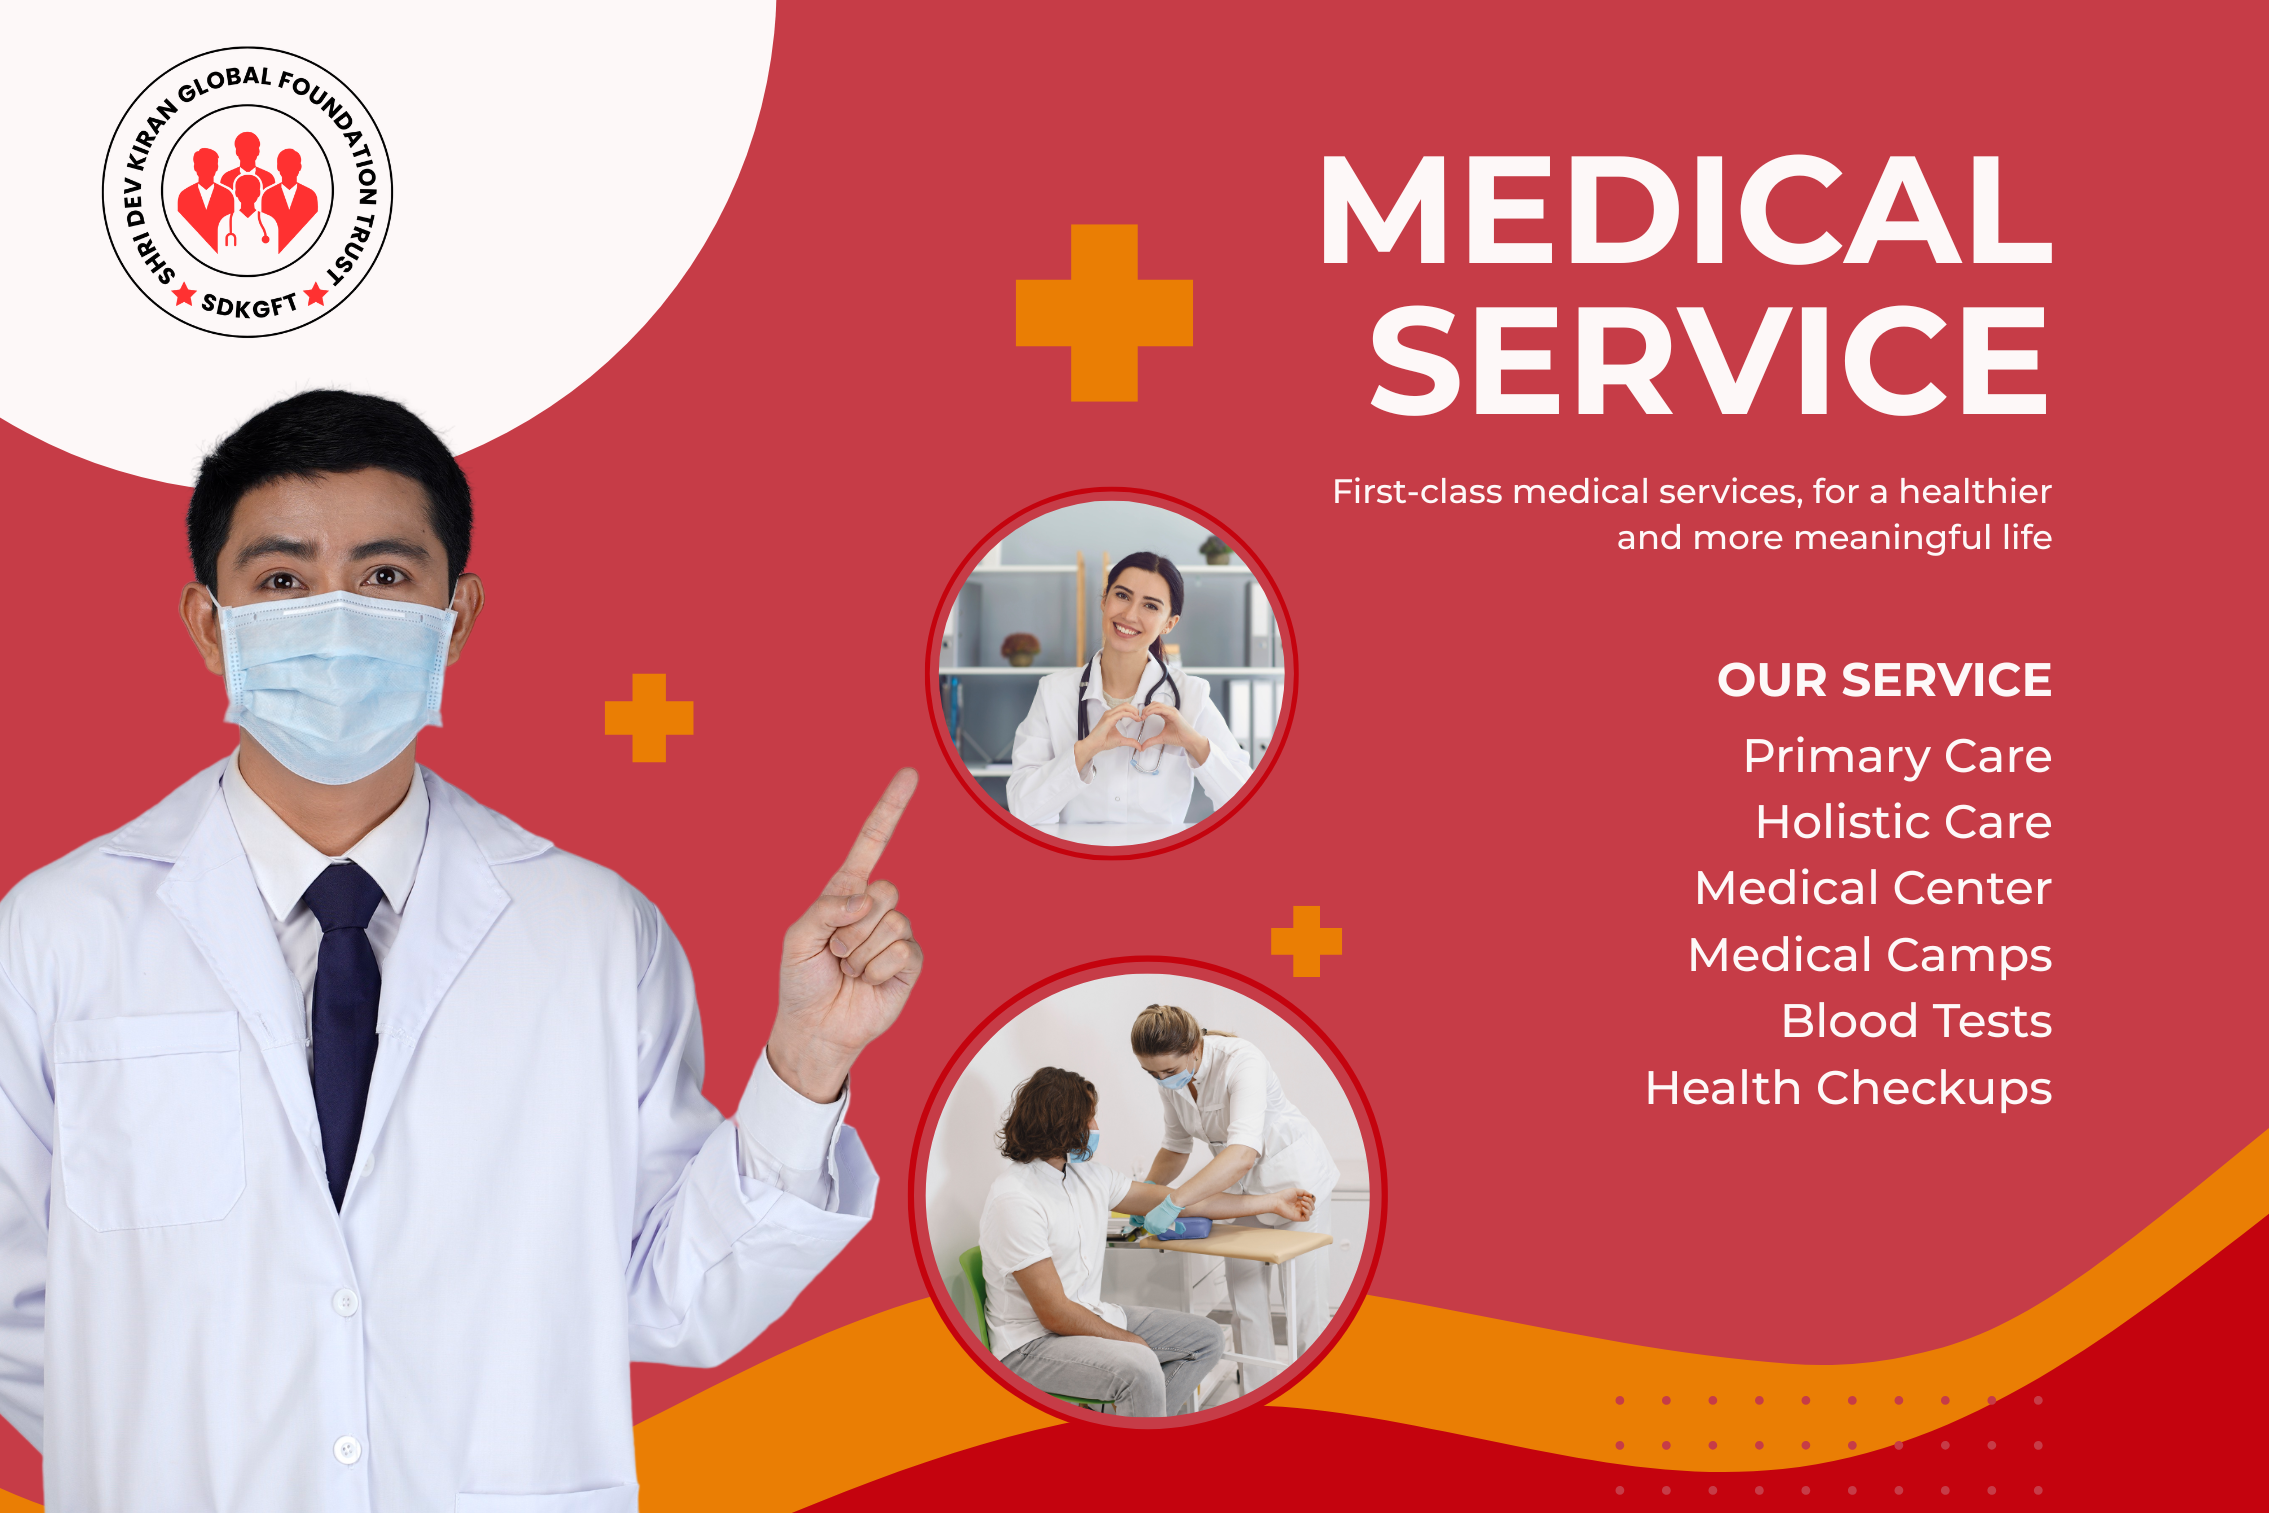 SHRI DEV KIRAN GLOBAL FOUNDATION TRUST
SDKGFT
MEDICAL
SERVICE
First-class medical services, for a healthier
and more meaningful life
OUR SERVICE
Primary Care
Holistic Care
Medical Center
Medical Camps
Blood Tests
Health Checkups